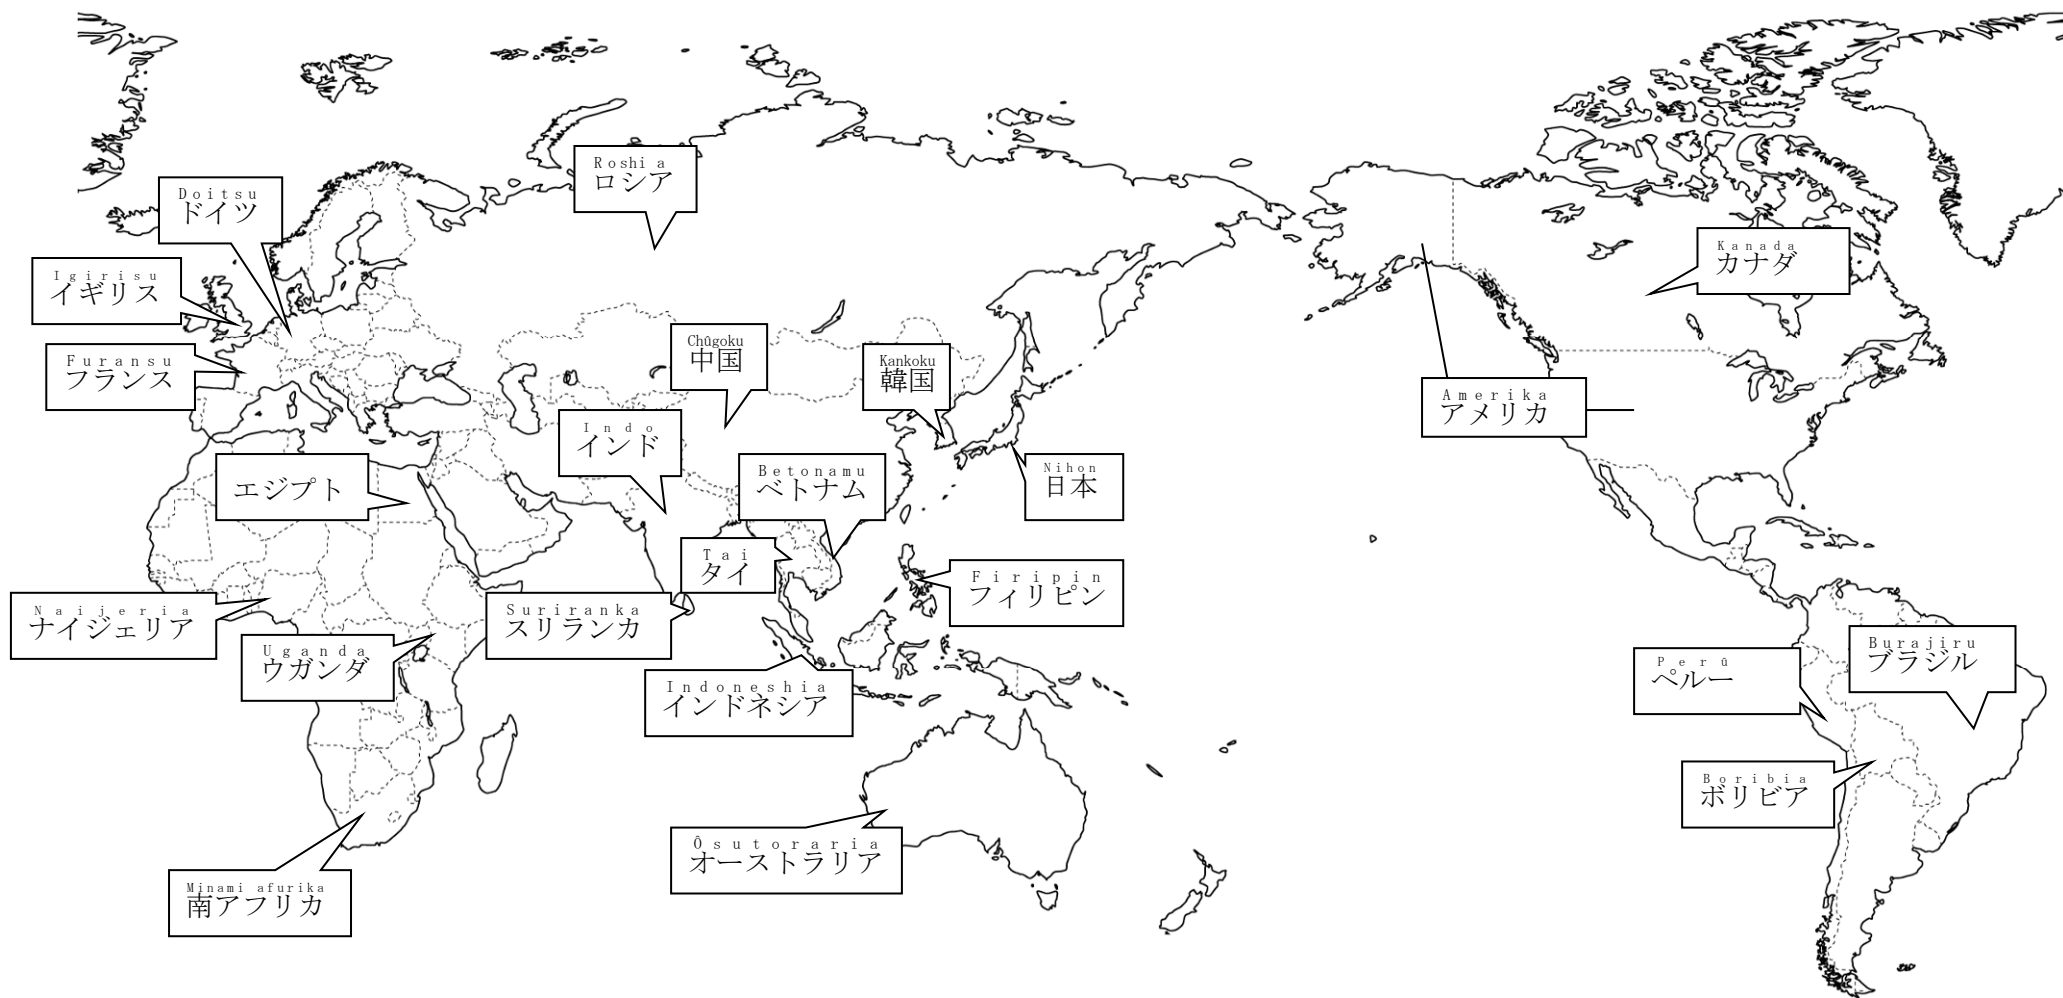 Roshia
ロシア
Doitsu
ドイツ
Kanada
カナダ
Igirisu
イギリス
Chūgoku
中国
Furansu
フランス
Kankoku
韓国
Amerika
アメリカ
Indo
インド
エジプト
Betonamu
ベトナム
Nihon
日本
Tai
タイ
Firipin
フィリピン
Naijeria
ナイジェリア
Suriranka
スリランカ
Uganda
ウガンダ
Burajiru
ブラジル
Perū
ペルー
Indoneshia
インドネシア
Boribia
ボリビア
Ōsutoraria
オーストラリア
Minami afurika
南アフリカ